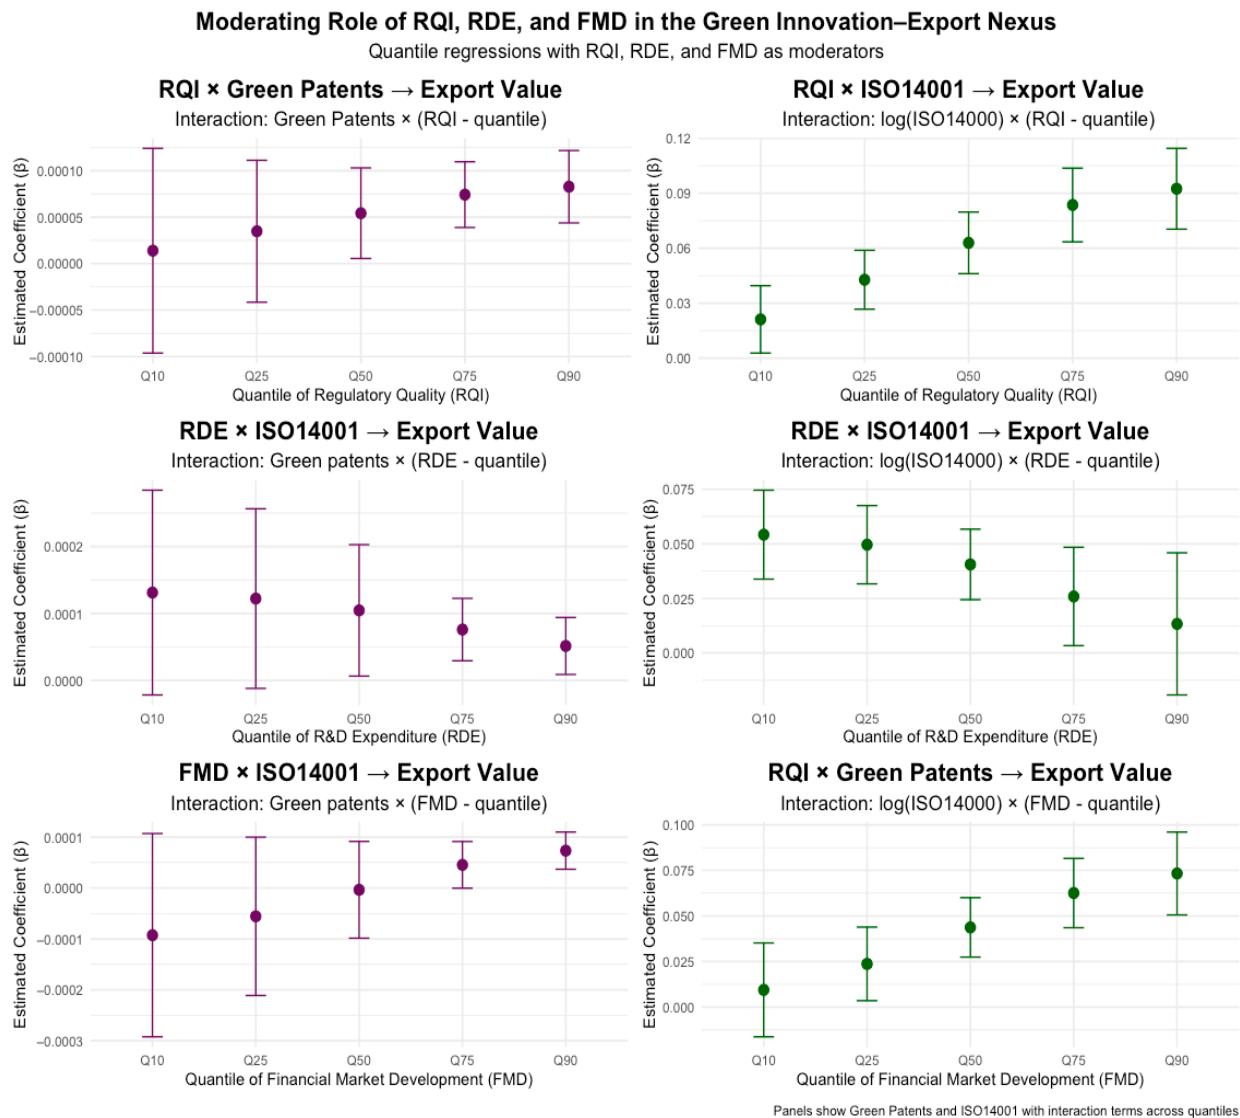 Moderating Role of RQI, RDE, and FMD in the Green Innovation–Export Nexus
Quantile regressions with RQI, RDE, and FMD as moderators
RQI × Green Patents → Export Value
Interaction: Green Patents × (RQI - quantile)
Estimated Coefficient (β)
0.00010
0.00005
0.00000
−0.00005
−0.00010
Q10 Q25 Q50 Q75 Q90
Quantile of Regulatory Quality (RQI)
RQI × ISO14001 → Export Value
Interaction: log(ISO14000) × (RQI - quantile)
Estimated Coefficient (β)
0.12
0.09
0.06
0.03
0.00
Q10 Q25 Q50 Q75 Q90
Quantile of Regulatory Quality (RQI)
RDE × ISO14001 → Export Value
Interaction: Green patents × (RDE - quantile)
Estimated Coefficient (β)
0.0002
0.0001
0.0000
Q10 Q25 Q50 Q75 Q90
Quantile of R&D Expenditure (RDE)
RDE × ISO14001 → Export Value
Interaction: log(ISO14000) × (RDE - quantile)
Estimated Coefficient (β)
0.075
0.050
0.025
0.000
Q10 Q25 Q50 Q75 Q90
Quantile of R&D Expenditure (RDE)
FMD × ISO14001 → Export Value
Interaction: Green patents × (FMD - quantile)
Estimated Coefficient (β)
0.0001
0.0000
−0.0001
−0.0002
−0.0003
Q10 Q25 Q50 Q75 Q90
Quantile of Financial Market Development (FMD)
RQI × Green Patents → Export Value
Interaction: log(ISO14000) × (FMD - quantile)
Estimated Coefficient (β)
0.100
0.075
0.050
0.025
0.000
Q10 Q25 Q50 Q75 Q90
Quantile of Financial Market Development (FMD)
Panels show Green Patents and ISO14001 with interaction terms across quantiles